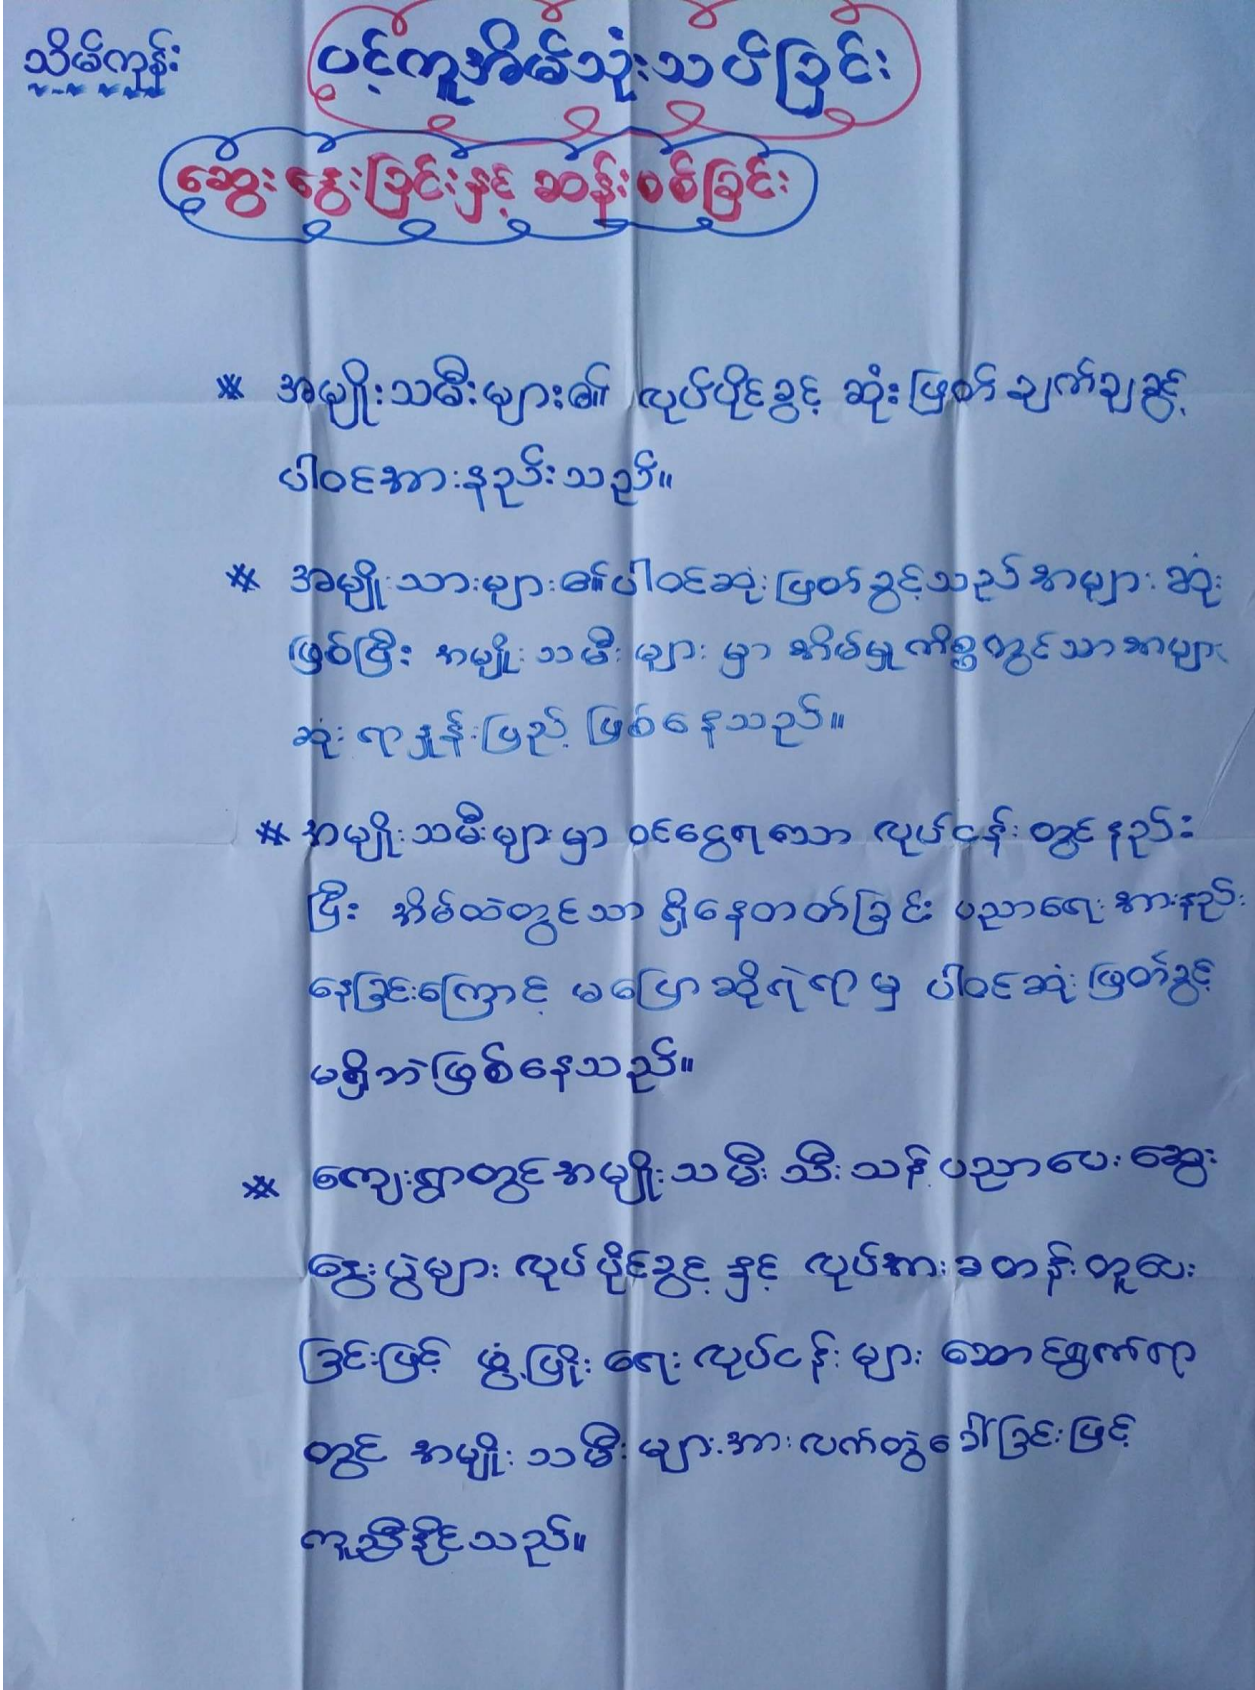 သိမ်ကုန်း
ပင့်ကူအိမ်သုံးသပ်ခြင်း
ဆွေးနွေးခြင်းနှင့် ဆန်းစစ်ခြင်း
* အမျိုးသမီးများ၏ လုပ်ပိုင်ခွင့် ဆုံးဖြတ်ချက်ချခွင့်
ပါဝင်အားနည်းသည်။
* အမျိုးသားများ၏ပါဝင်ဆုံးဖြတ်ခွင့်သည်အများဆုံး
ဖြစ်ပြီး အမျိုးသမီးများမှာ အိမ်မှုကိစ္စတွင်သာအများ
ဆုံးရာနှုန်းပြည့် ဖြစ်နေသည်။
* အမျိုးသမီးများမှာ ဝင်ငွေရသော လုပ်ငန်းတွင်နည်း
ပြီး အိမ်ထဲတွင်သာ ရှိနေတတ်ခြင်း ပညာရေးအားနည်း
နေခြင်းကြောင့် မပြောဆိုရဲရာမှ ပါဝင်ဆုံးဖြတ်ခွင့်
မရှိဘဲဖြစ်နေသည်။
* ကျေးရွာတွင်အမျိုးသမီးသီးသန့်ပညာပေးဆွေး
နွေးပွဲများ လုပ်ပိုင်ခွင့်နှင့် လုပ်အားခတန်းတူပေး
ခြင်းဖြင့် ဖွံ့ဖြိုးရေးလုပ်ငန်းများ ဆောင်ရွက်ရာ
တွင် အမျိုးသမီးများအားလက်တွဲခေါ်ခြင်းဖြင့်
ကူညီနိုင်သည်။